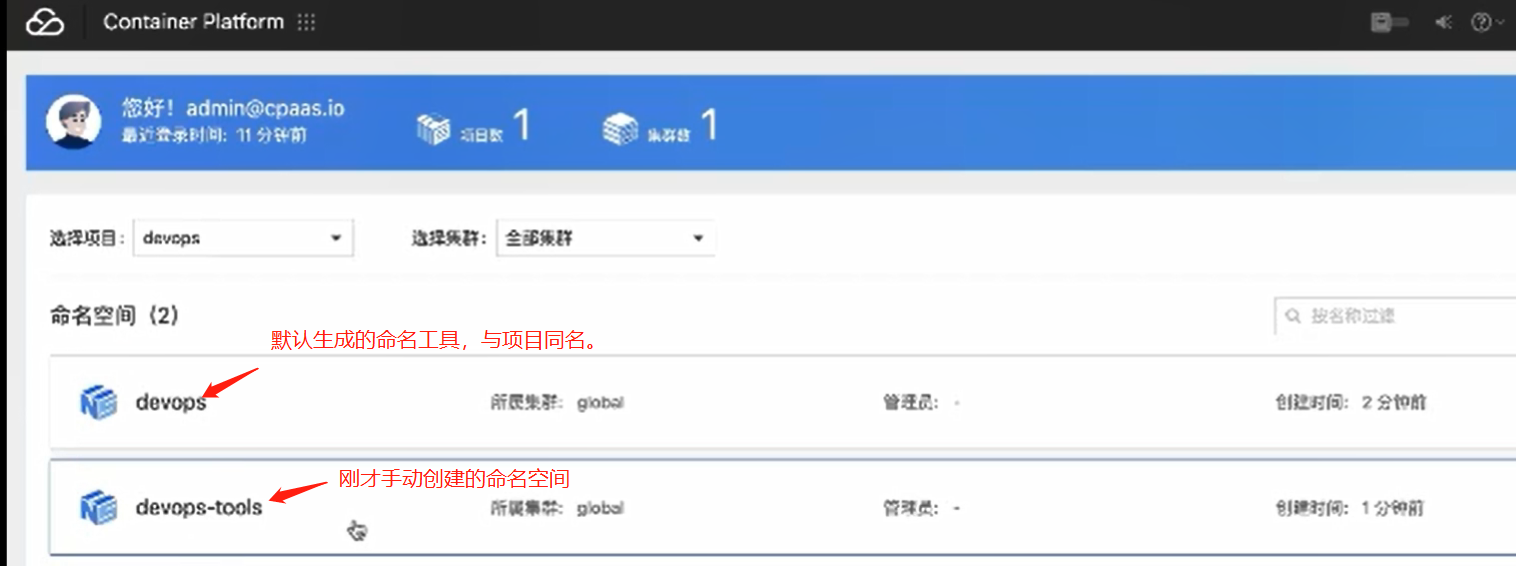 Container Platform
您好！admin@cpaas.io
最近登录时间：11 分钟前
项目数 1
集群数 1
选择项目： devops
选择集群： 全部集群
命名空间（2）
按名称过滤
默认生成的命名工具，与项目同名。
devops 所属集群： global 管理员： - 创建时间： 2 分钟前
刚才手动创建的命名空间
devops-tools 所属集群： global 管理员： - 创建时间： 1 分钟前